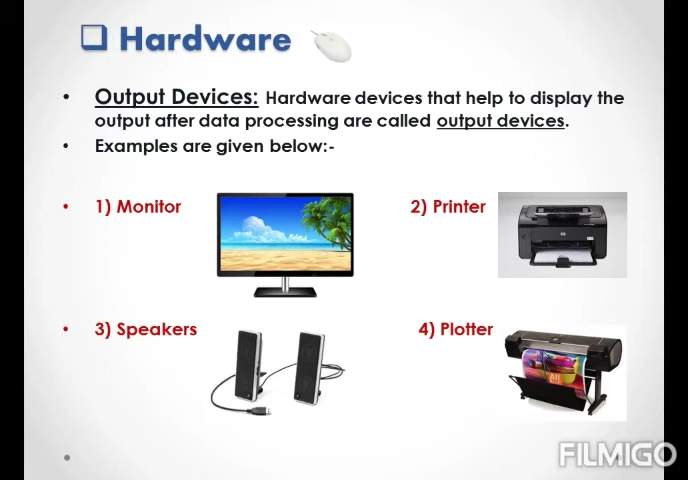 ❑ Hardware
• Output Devices: Hardware devices that help to display the
output after data processing are called output devices.
• Examples are given below:-
• 1) Monitor
2) Printer
• 3) Speakers
4) Plotter
FILMIGO